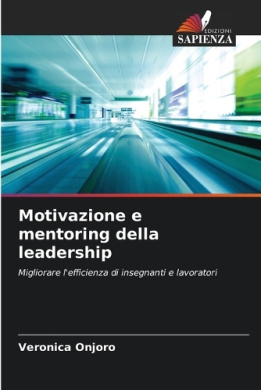 EDIZIONI
SAPIENZA
Motivazione e
mentoring della
leadership
Migliorare l'efficienza di insegnanti e lavoratori
Veronica Onjoro